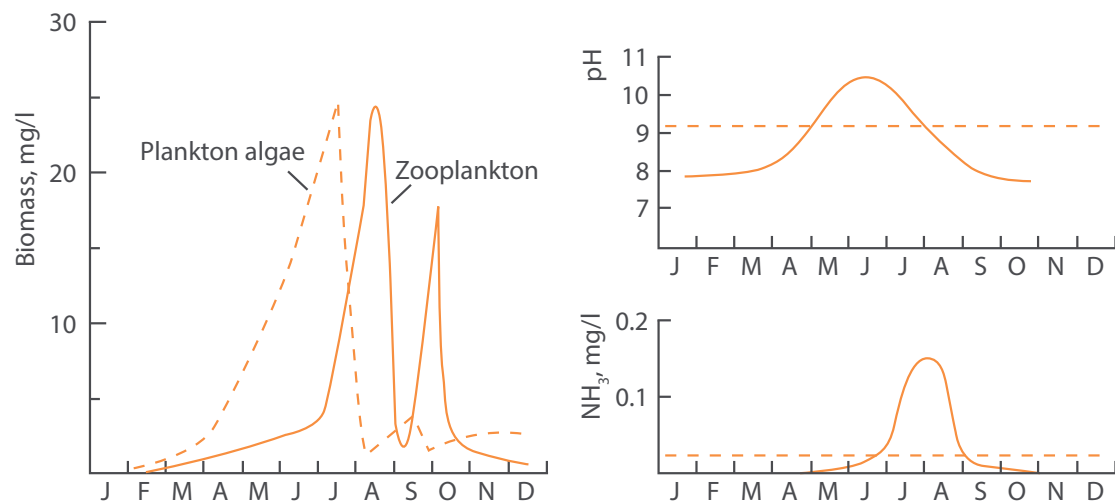 30
20
10
Biomass, mg/l
Plankton algae
Zooplankton
J F M A M J J A S O N D
11
10
9
8
7
pH
J F M A M J J A S O N D
0.2
0.1
NH₃, mg/l
J F M A M J J A S O N D